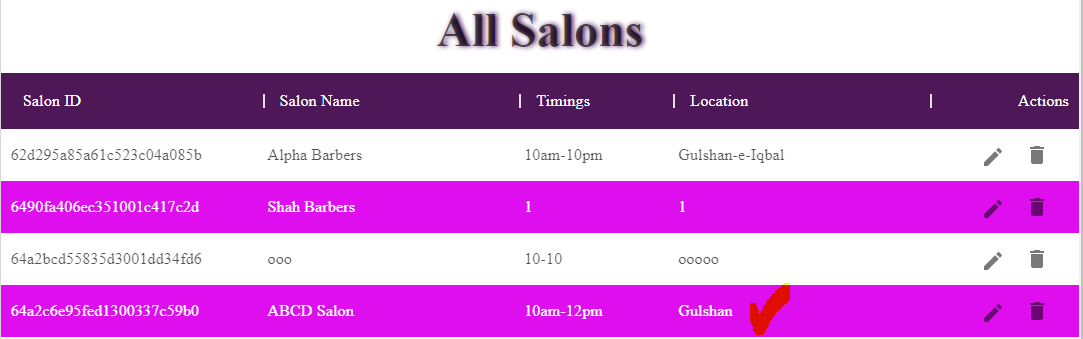 All Salons
Salon ID | Salon Name | Timings | Location | Actions
62d295a85a61c523c04a085b Alpha Barbers 10am-10pm Gulshan-e-Iqbal
6490fa406ec351001c417c2d Shah Barbers 1 1
64a2bcd55835d3001dd34fd6 ooo 10-10 ooooo
64a2c6e95fed1300337c59b0 ABCD Salon 10am-12pm Gulshan